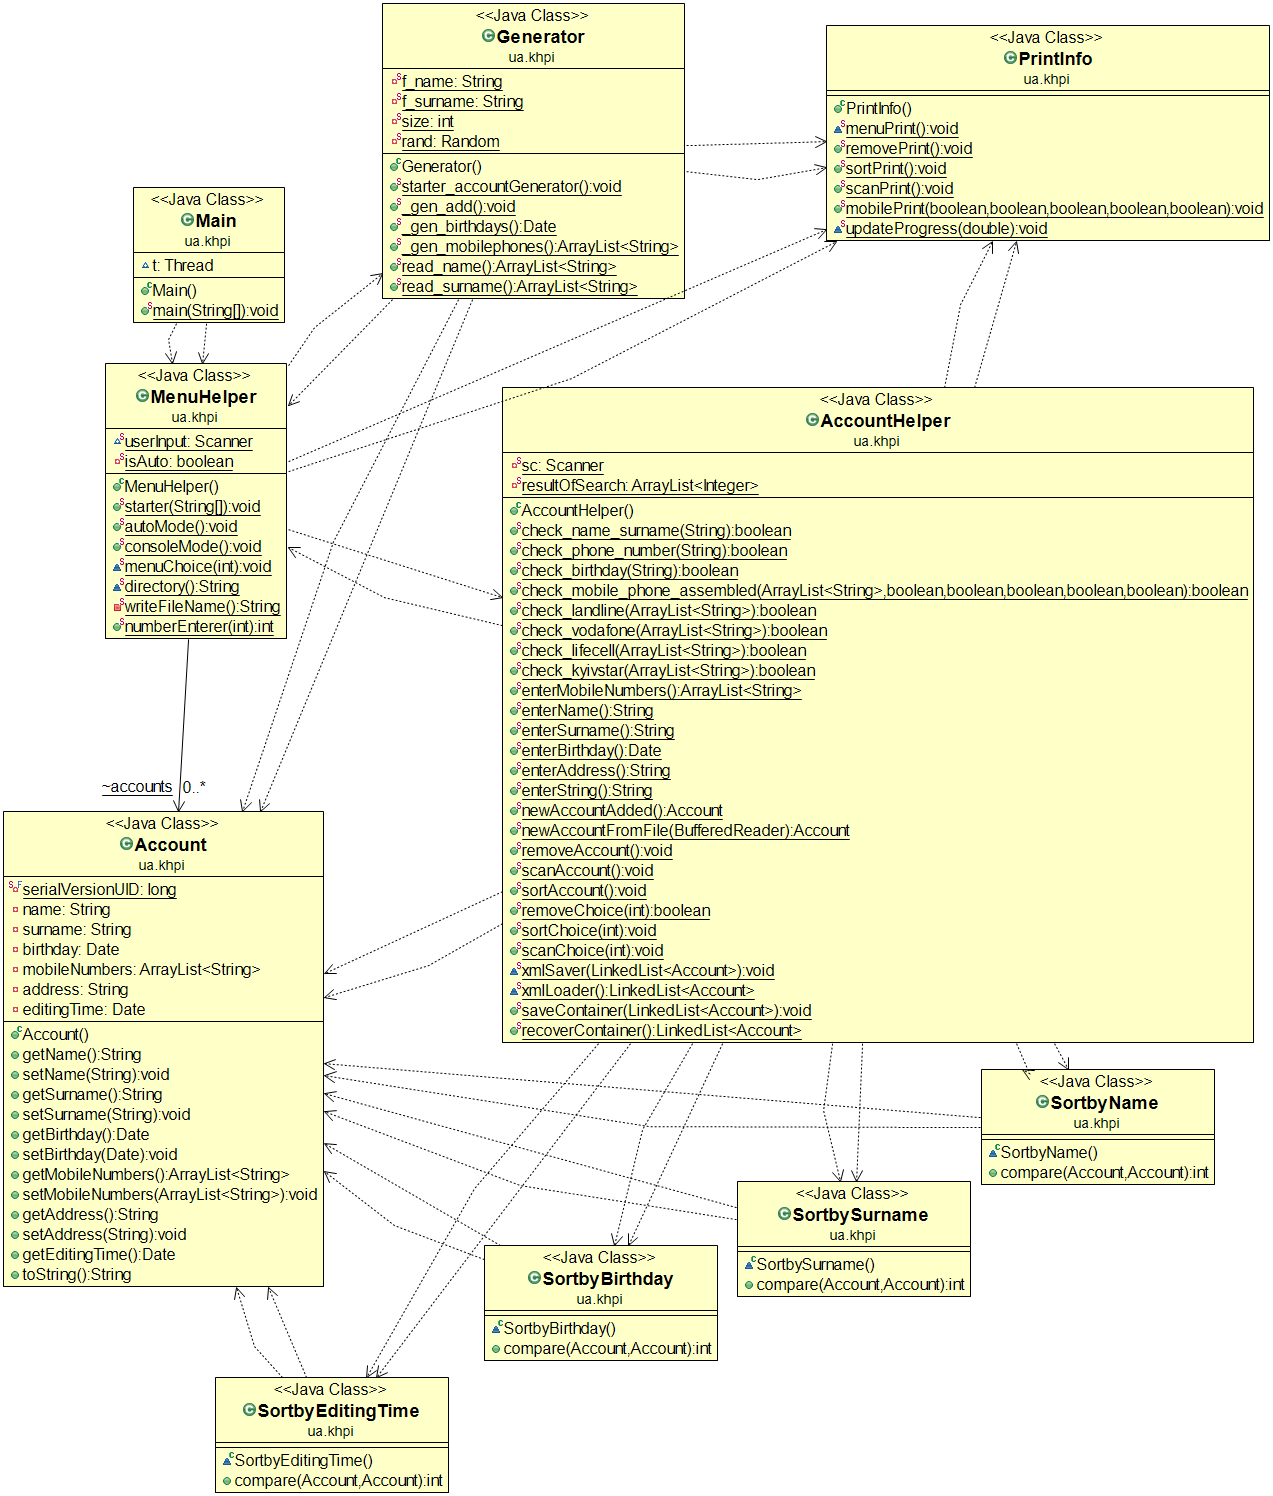 <<Java Class>>
Generator
ua.khpi
f_name: String
f_surname: String
size: int
rand: Random
Generator()
starter_accountGenerator():void
_gen_add():void
_gen_birthdays():Date
_gen_mobilephones():ArrayList<String>
read_name():ArrayList<String>
read_surname():ArrayList<String>
<<Java Class>>
PrintInfo
ua.khpi
PrintInfo()
menuPrint():void
removePrint():void
sortPrint():void
scanPrint():void
mobilePrint(boolean,boolean,boolean,boolean,boolean):void
updateProgress(double):void
<<Java Class>>
Main
ua.khpi
t: Thread
Main()
main(String[]):void
<<Java Class>>
MenuHelper
ua.khpi
userInput: Scanner
isAuto: boolean
MenuHelper()
starter(String[]):void
autoMode():void
consoleMode():void
menuChoice(int):void
directory():String
writeFileName():String
numberEnterer(int):int
<<Java Class>>
AccountHelper
ua.khpi
sc: Scanner
resultOfSearch: ArrayList<Integer>
AccountHelper()
check_name_surname(String):boolean
check_phone_number(String):boolean
check_birthday(String):boolean
check_mobile_phone_assembled(ArrayList<String>,boolean,boolean,boolean,boolean,boolean):boolean
check_landline(ArrayList<String>):boolean
check_vodafone(ArrayList<String>):boolean
check_lifecell(ArrayList<String>):boolean
check_kyivstar(ArrayList<String>):boolean
enterMobileNumbers():ArrayList<String>
enterName():String
enterSurname():String
enterBirthday():Date
enterAddress():String
enterString():String
newAccountAdded():Account
newAccountFromFile(BufferedReader):Account
removeAccount():void
scanAccount():void
sortAccount():void
removeChoice(int):boolean
sortChoice(int):void
scanChoice(int):void
xmlSaver(LinkedList<Account>):void
xmlLoader():LinkedList<Account>
saveContainer(LinkedList<Account>):void
recoverContainer():LinkedList<Account>
~accounts 0..*
<<Java Class>>
Account
ua.khpi
serialVersionUID: long
name: String
surname: String
birthday: Date
mobileNumbers: ArrayList<String>
address: String
editingTime: Date
Account()
getName():String
setName(String):void
getSurname():String
setSurname(String):void
getBirthday():Date
setBirthday(Date):void
getMobileNumbers():ArrayList<String>
setMobileNumbers(ArrayList<String>):void
getAddress():String
setAddress(String):void
getEditingTime():Date
toString():String
<<Java Class>>
SortbyName
ua.khpi
SortbyName()
compare(Account,Account):int
<<Java Class>>
SortbySurname
ua.khpi
SortbySurname()
compare(Account,Account):int
<<Java Class>>
SortbyBirthday
ua.khpi
SortbyBirthday()
compare(Account,Account):int
<<Java Class>>
SortbyEditingTime
ua.khpi
SortbyEditingTime()
compare(Account,Account):int